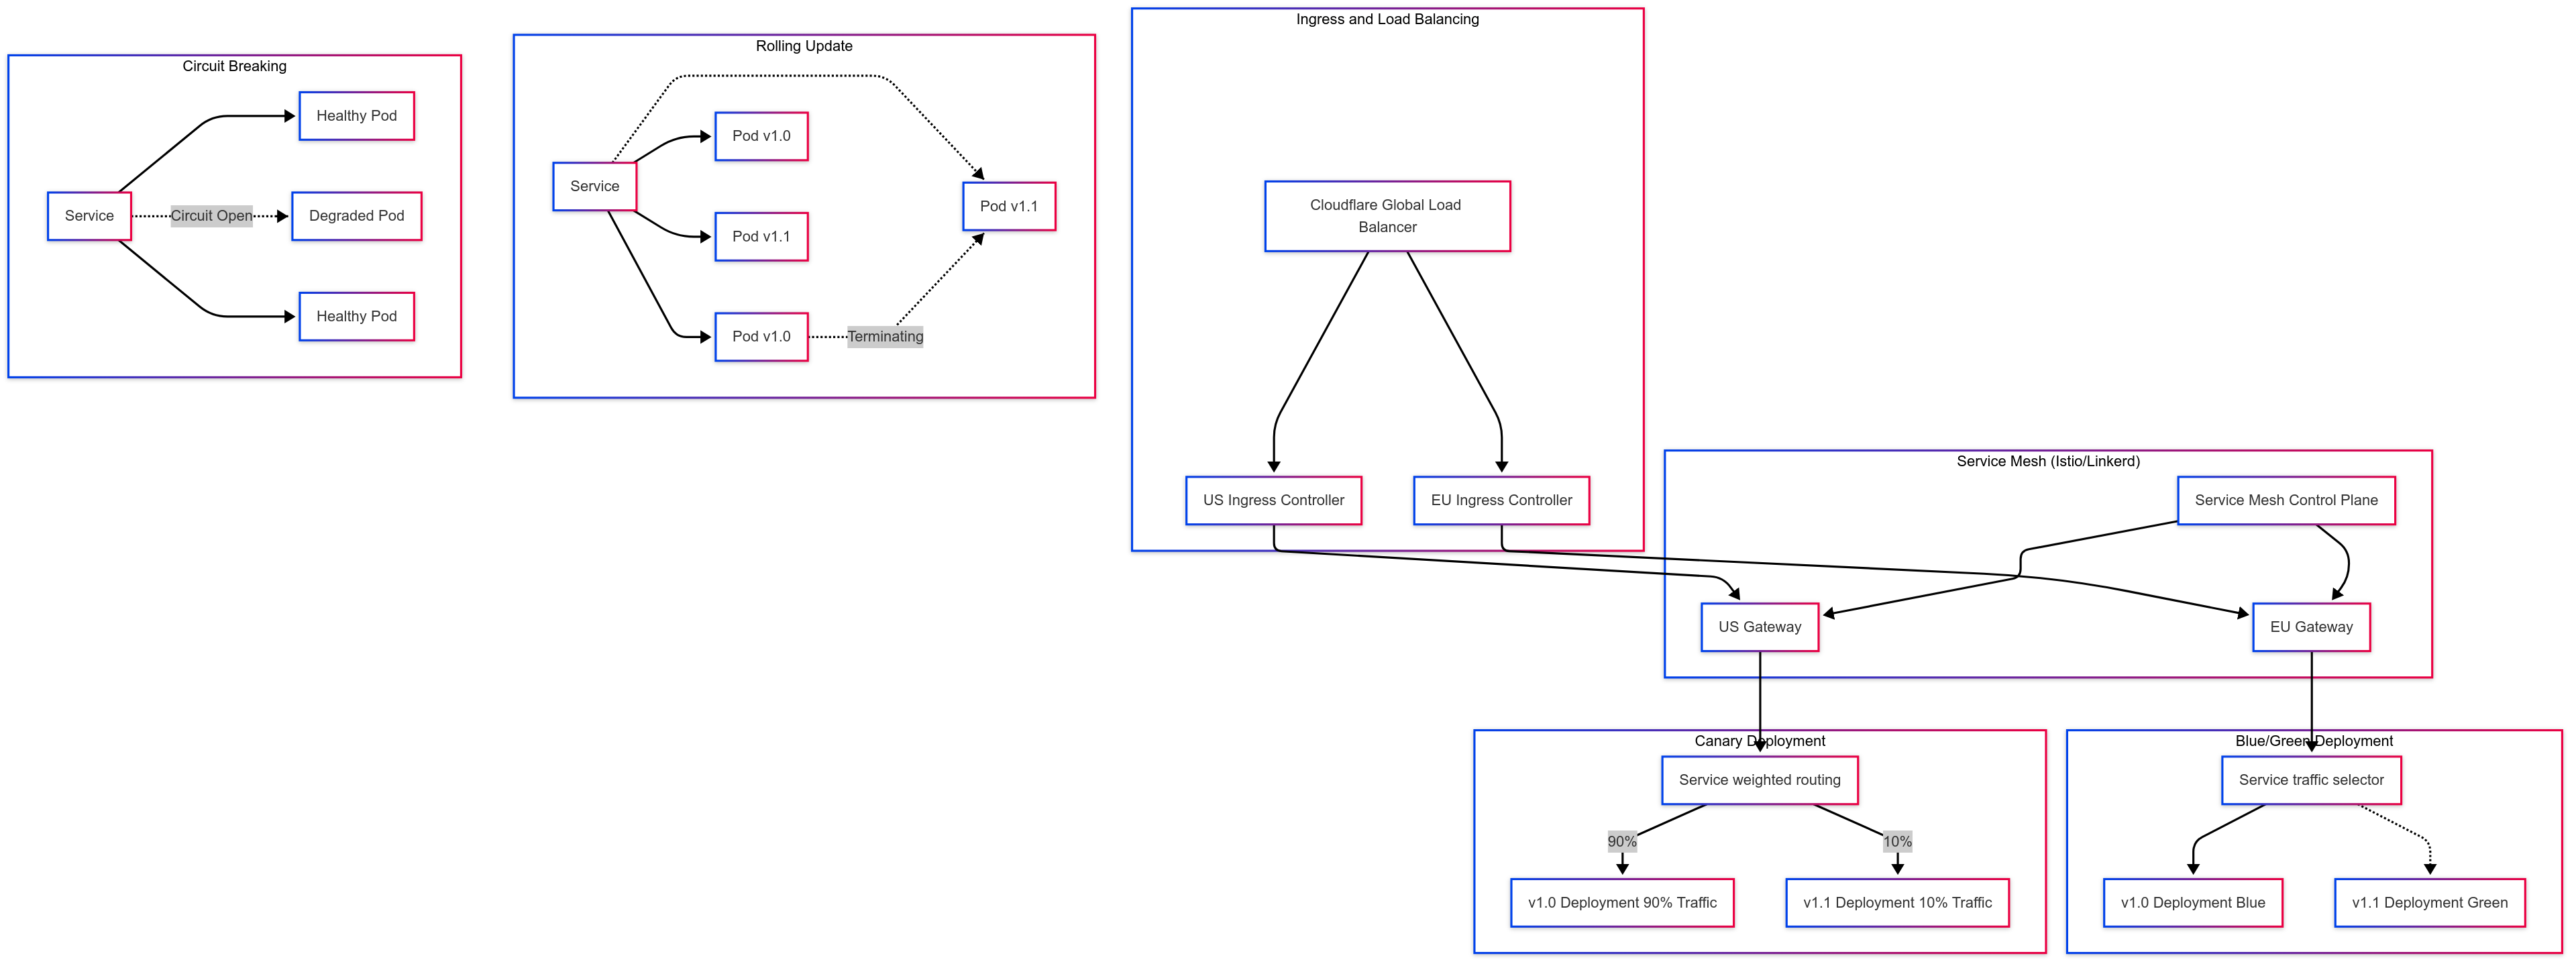 Circuit Breaking
Healthy Pod
Service
Circuit Open
Degraded Pod
Healthy Pod
Rolling Update
Pod v1.0
Service
Pod v1.1
Pod v1.1
Pod v1.0
Terminating
Ingress and Load Balancing
Cloudflare Global Load
Balancer
US Ingress Controller
EU Ingress Controller
Service Mesh (Istio/Linkerd)
Service Mesh Control Plane
US Gateway
EU Gateway
Canary Deployment
Service weighted routing
90%
10%
v1.0 Deployment 90% Traffic
v1.1 Deployment 10% Traffic
Blue/Green Deployment
Service traffic selector
v1.0 Deployment Blue
v1.1 Deployment Green